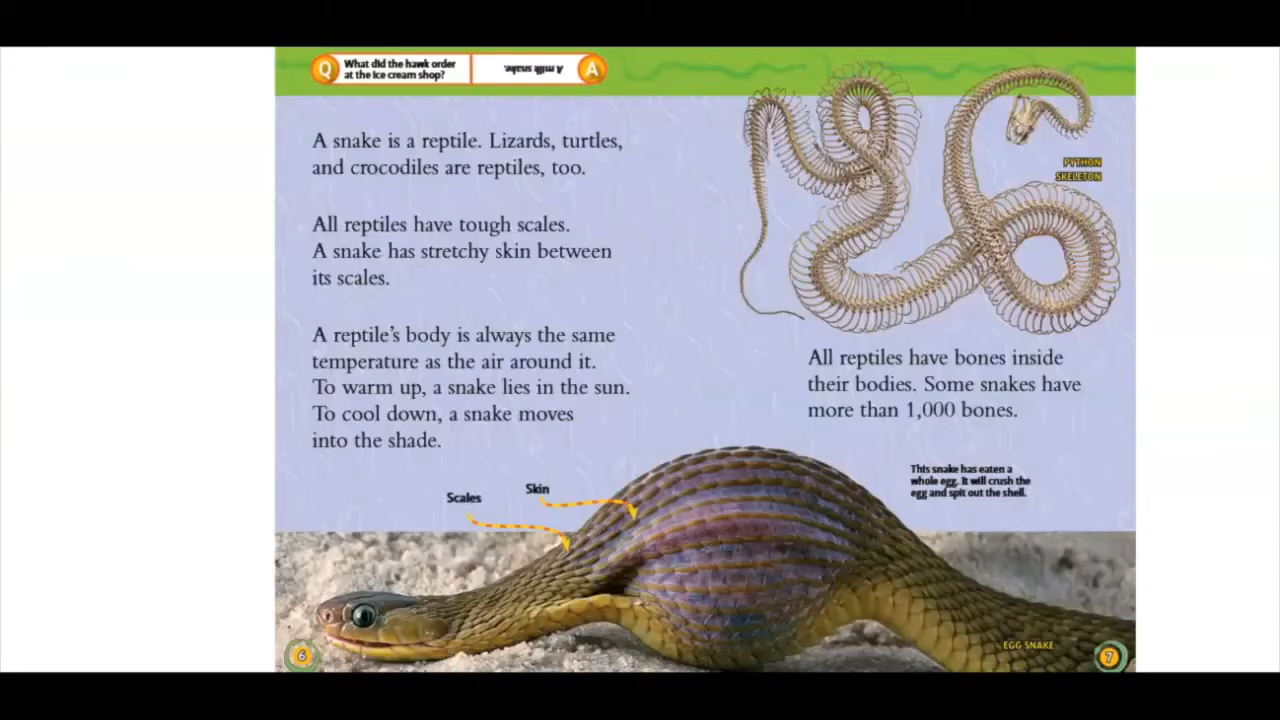 Q
What did the hawk order
at the ice cream shop?
A milk snake.
A
A snake is a reptile. Lizards, turtles,
and crocodiles are reptiles, too.
All reptiles have tough scales.
A snake has stretchy skin between
its scales.
A reptile's body is always the same
temperature as the air around it.
To warm up, a snake lies in the sun.
To cool down, a snake moves
into the shade.
Scales
Skin
6
PYTHON
SKELETON
All reptiles have bones inside
their bodies. Some snakes have
more than 1,000 bones.
This snake has eaten a
whole egg. It will crush the
egg and spit out the shell.
EGG SNAKE
7